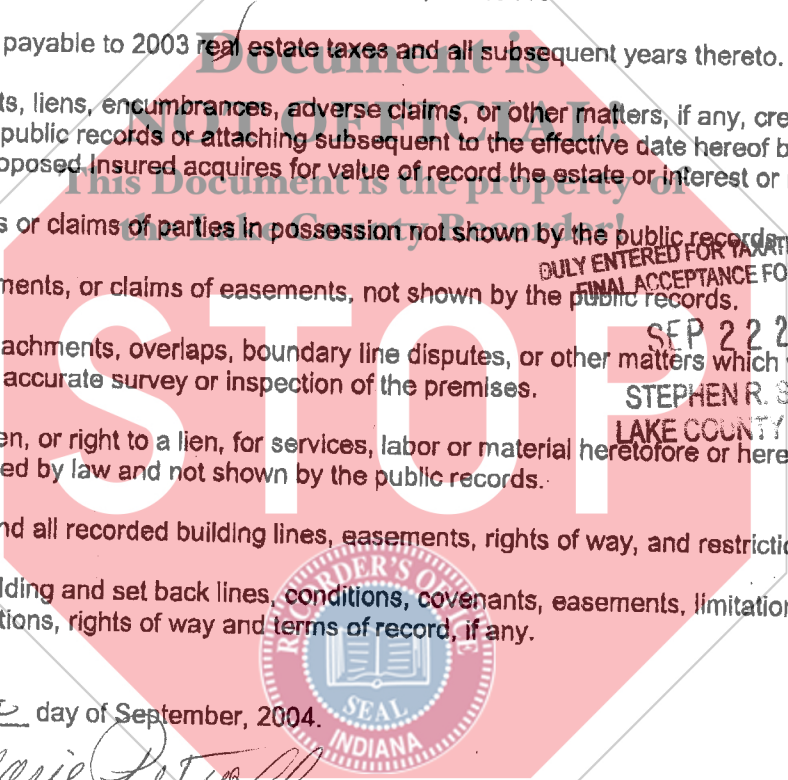 payable to 2003 real estate taxes and all subsequent years thereto.
Document is
ts, liens, encumbrances, adverse claims, or other matters, if any, cre
NOT OFFICIAL!
public records or attaching subsequent to the effective date hereof b
oposed Insured acquires for value of record the estate or interest or
This Document is the property of
the Lake County Recorder!
s or claims of parties in possession not shown by the public records.
DULY ENTERED FOR TAXATI
FINAL ACCEPTANCE FO
ments, or claims of easements, not shown by the public records.
SEP 22 2
achments, overlaps, boundary line disputes, or other matters which
accurate survey or inspection of the premises.
STEPHEN R. S
LAKE COUNTY
STOP
en, or right to a lien, for services, labor or material heretofore or here
ed by law and not shown by the public records.
nd all recorded building lines, easements, rights of way, and restrictio
lding and set back lines, conditions, covenants, easements, limitation
tions, rights of way and terms of record, if any.
RECORDER'S OFFICE
SEAL
INDIANA
day of September, 2004.